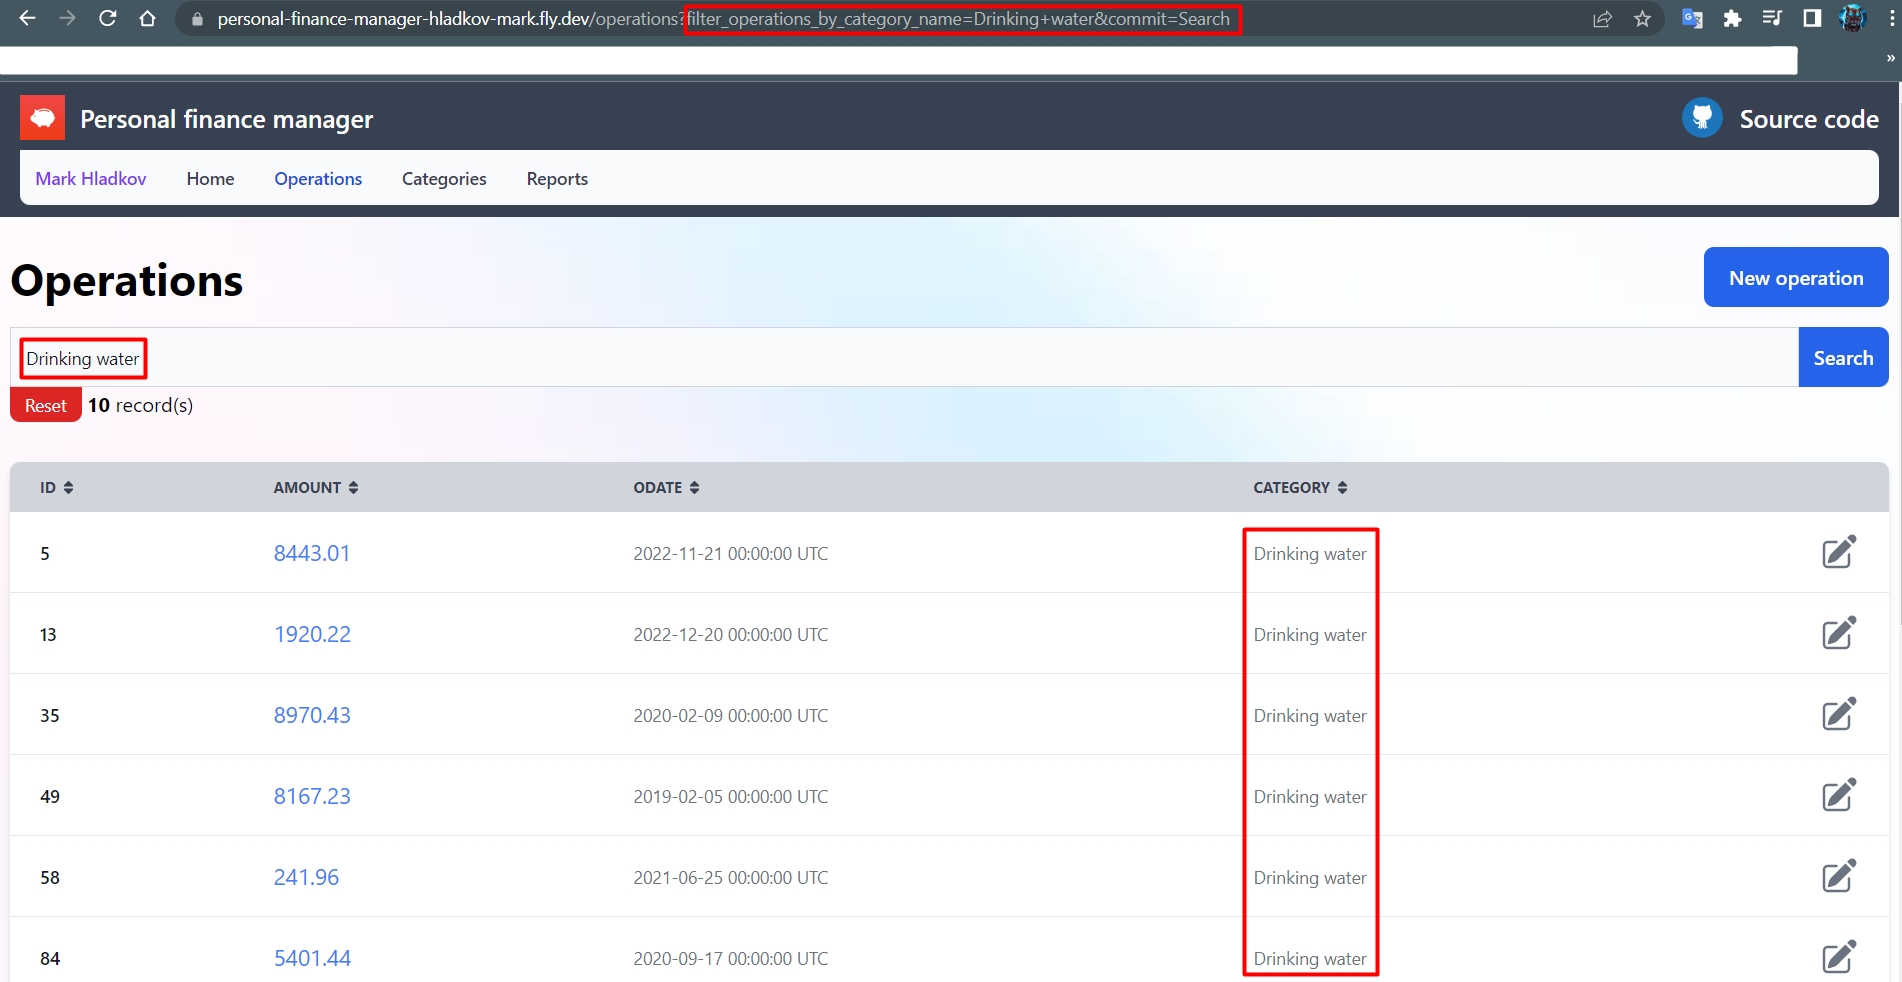 personal-finance-manager-hladkov-mark.fly.dev/operations?filter_operations_by_category_name=Drinking+water&commit=Search
»
Personal finance manager
Source code
Mark Hladkov Home Operations Categories Reports
Operations
New operation
Drinking water
Search
Reset 10 record(s)
ID AMOUNT ODATE CATEGORY
5 8443.01 2022-11-21 00:00:00 UTC Drinking water
13 1920.22 2022-12-20 00:00:00 UTC Drinking water
35 8970.43 2020-02-09 00:00:00 UTC Drinking water
49 8167.23 2019-02-05 00:00:00 UTC Drinking water
58 241.96 2021-06-25 00:00:00 UTC Drinking water
84 5401.44 2020-09-17 00:00:00 UTC Drinking water